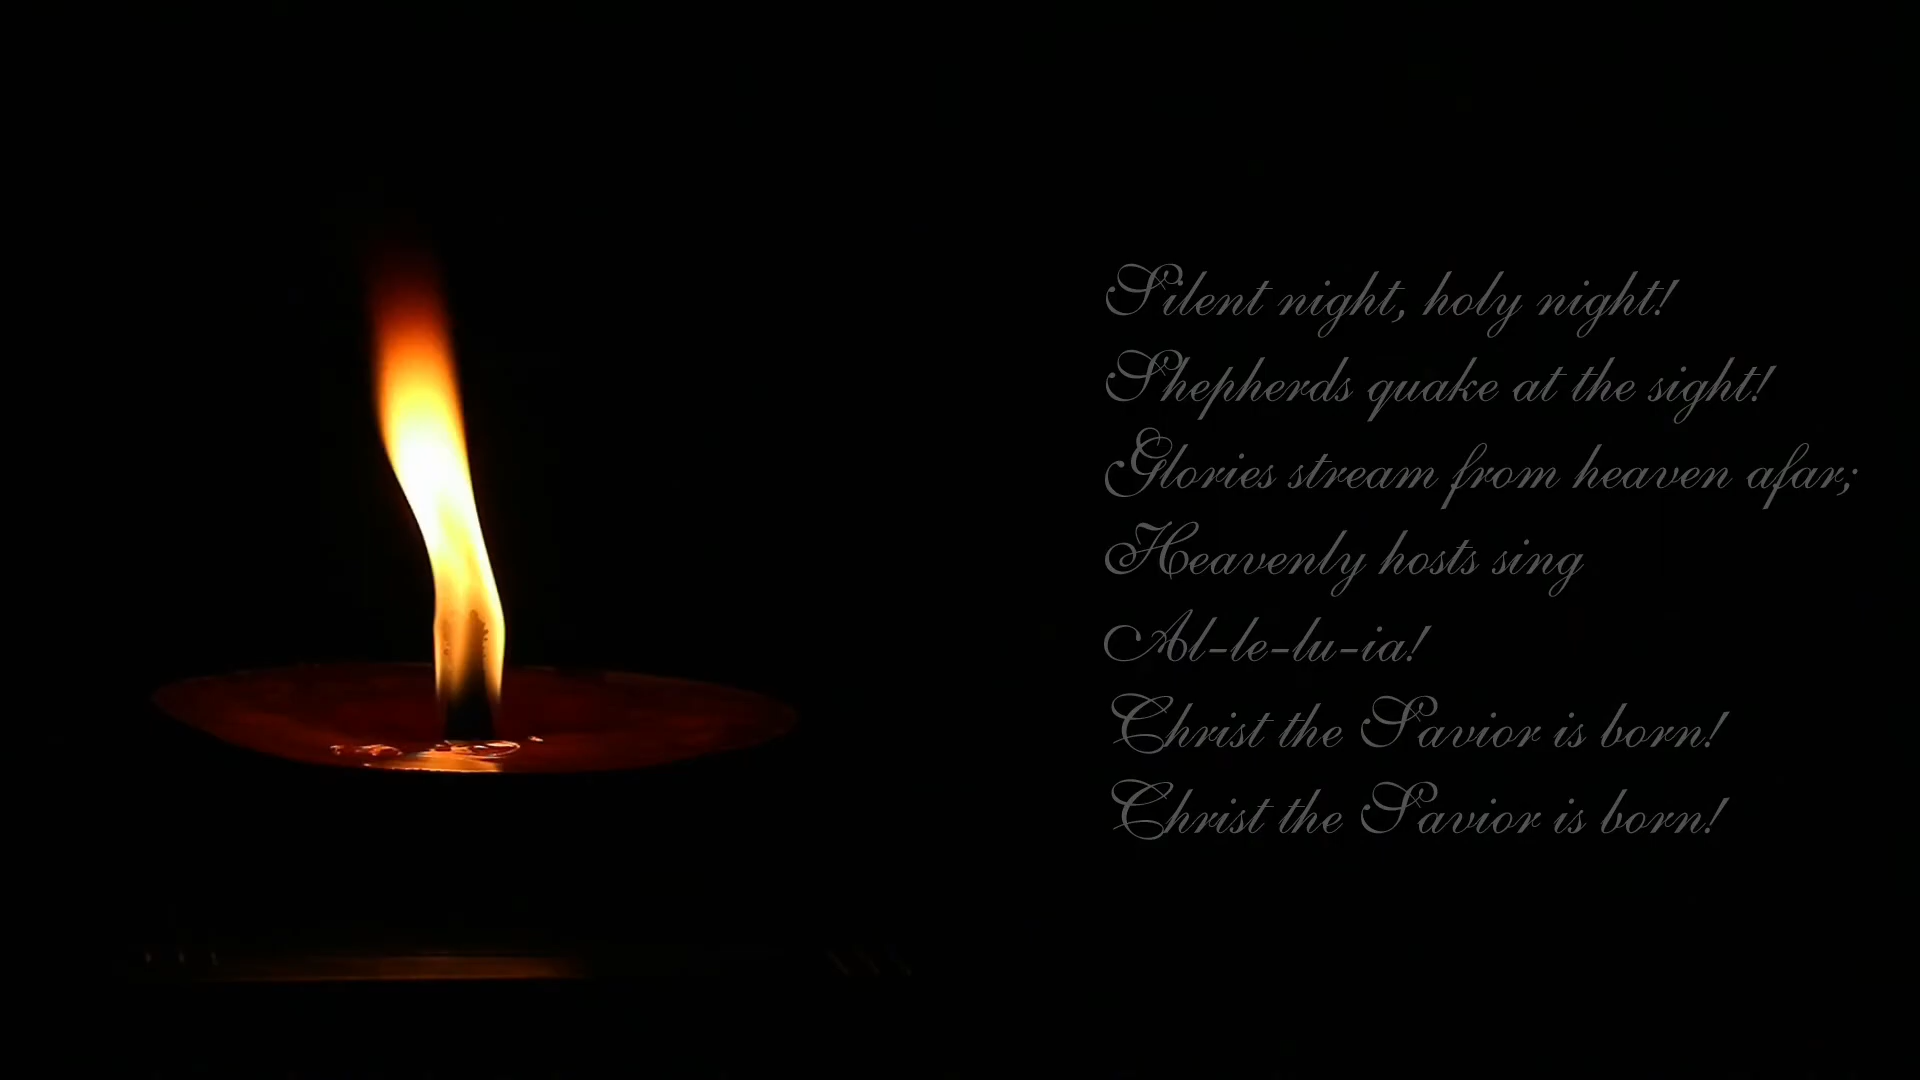 Silent night, holy night!
Shepherds quake at the sight!
Glories stream from heaven afar;
Heavenly hosts sing
Al-le-lu-ia!
Christ the Savior is born!
Christ the Savior is born!